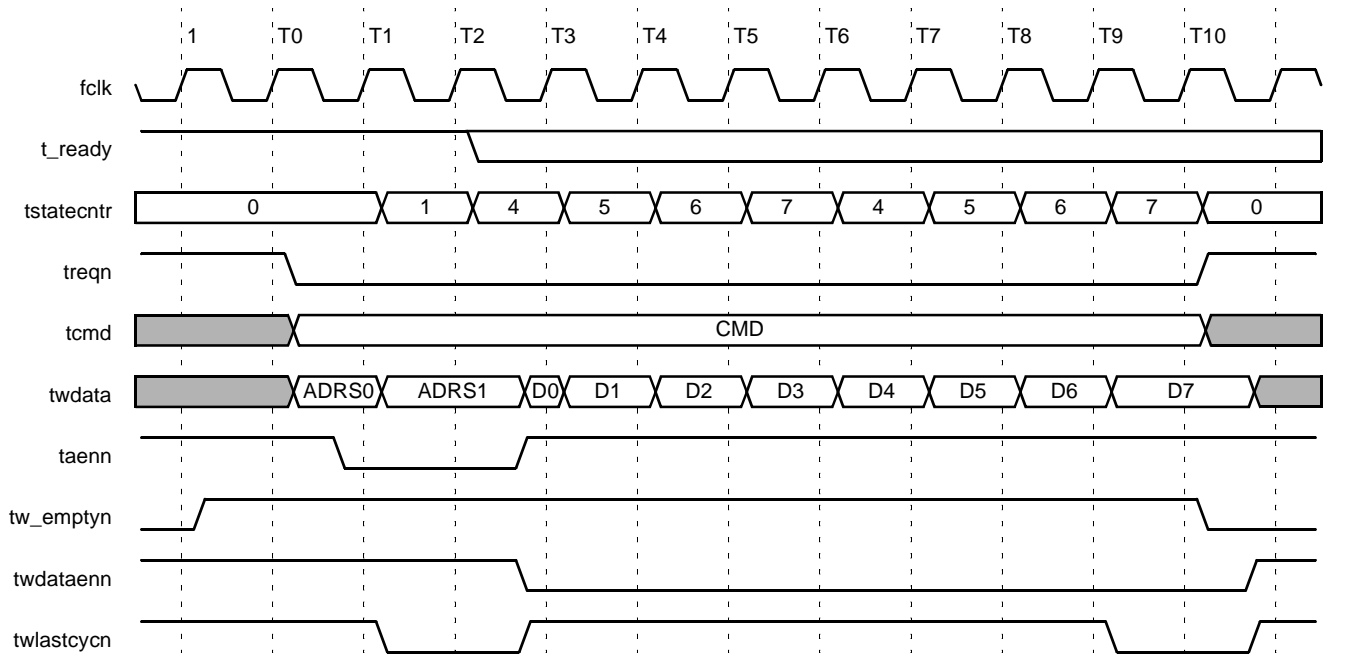 1 T0 T1 T2 T3 T4 T5 T6 T7 T8 T9 T10
fclk
t_ready
tstatecntr 0 1 4 5 6 7 4 5 6 7 0
treqn
tcmd CMD
twdata ADRS0 ADRS1 D0 D1 D2 D3 D4 D5 D6 D7
taenn
tw_emptyn
twdataenn
twlastcycn